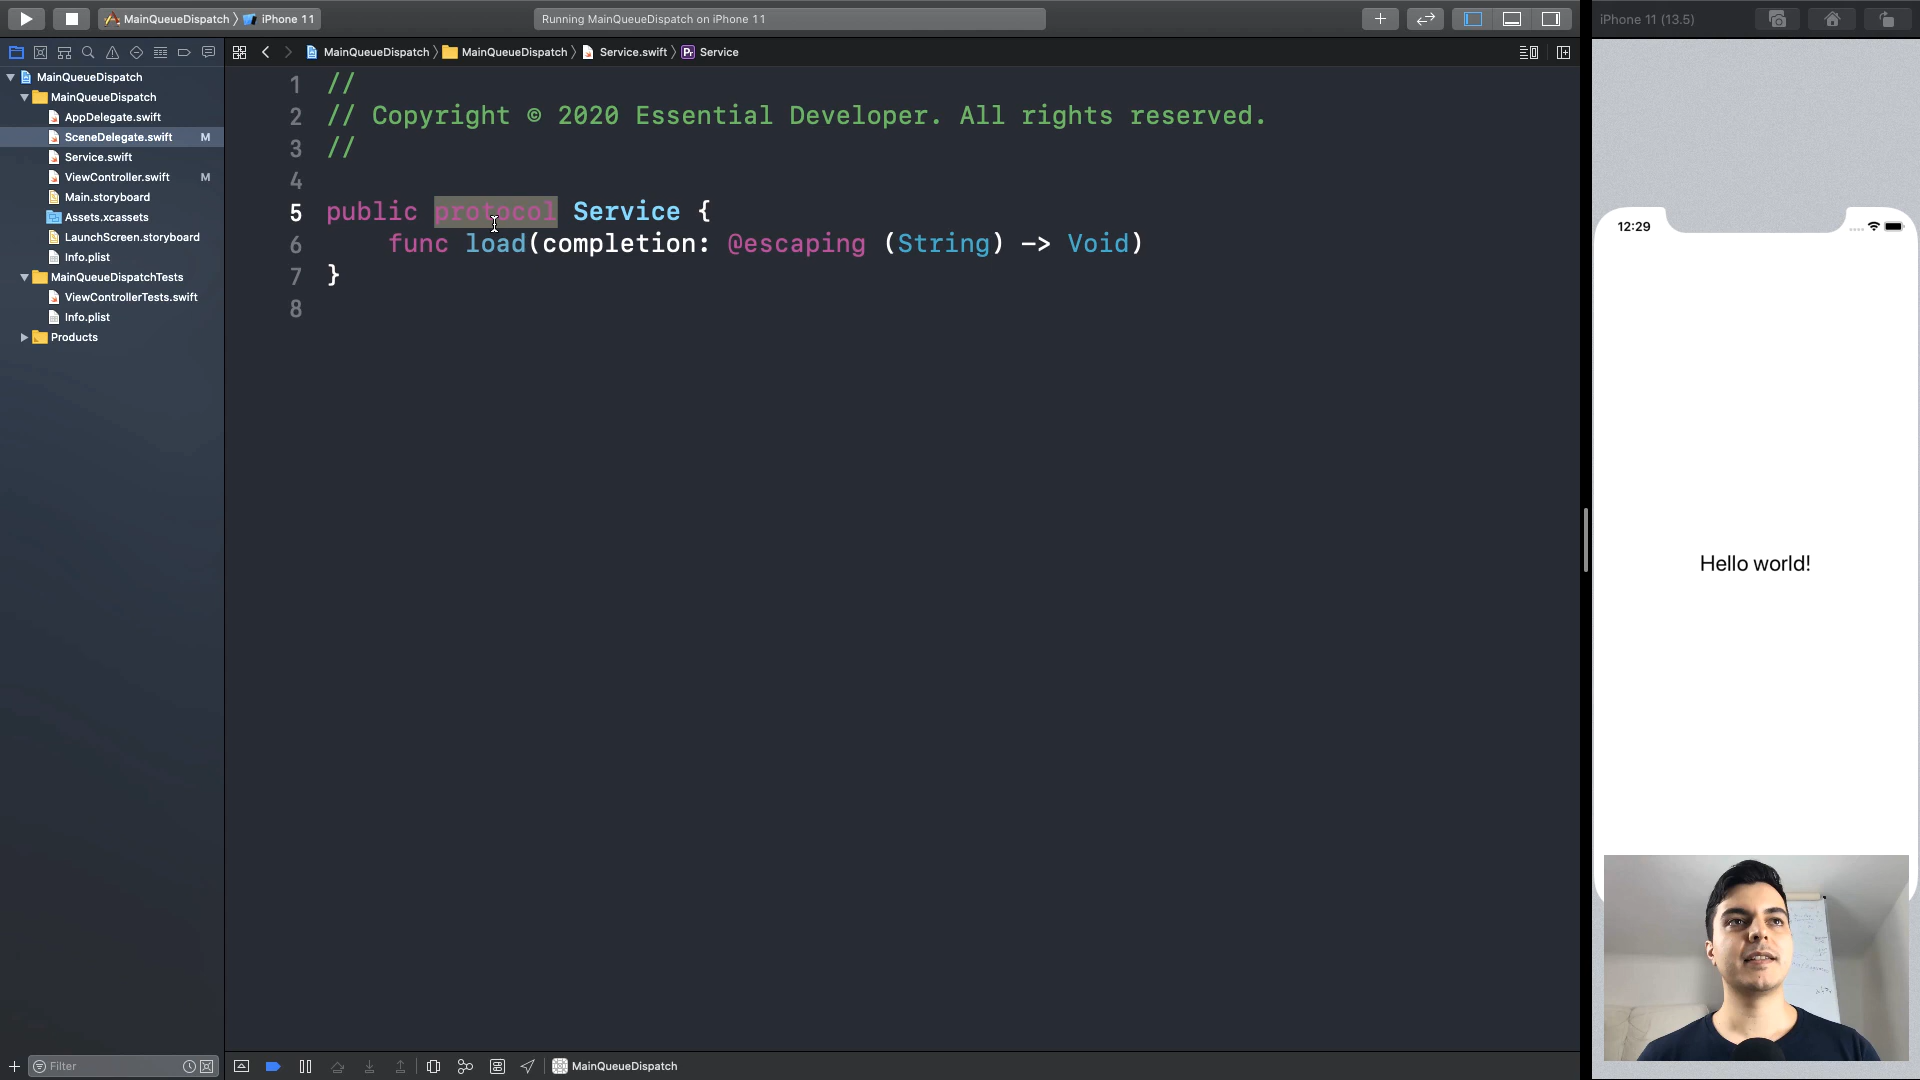 MainQueueDispatch
iPhone 11
Running MainQueueDispatch on iPhone 11
iPhone 11 (13.5)
MainQueueDispatch
MainQueueDispatch
Service.swift
Pr
Service
MainQueueDispatch
MainQueueDispatch
AppDelegate.swift
SceneDelegate.swift M
Service.swift
ViewController.swift M
Main.storyboard
Assets.xcassets
LaunchScreen.storyboard
Info.plist
MainQueueDispatchTests
ViewControllerTests.swift
Info.plist
Products
1 //
2 // Copyright © 2020 Essential Developer. All rights reserved.
3 //
4
5 public protocol Service {
6 func load(completion: @escaping (String) -> Void)
7 }
8
12:29
Hello world!
Filter
MainQueueDispatch